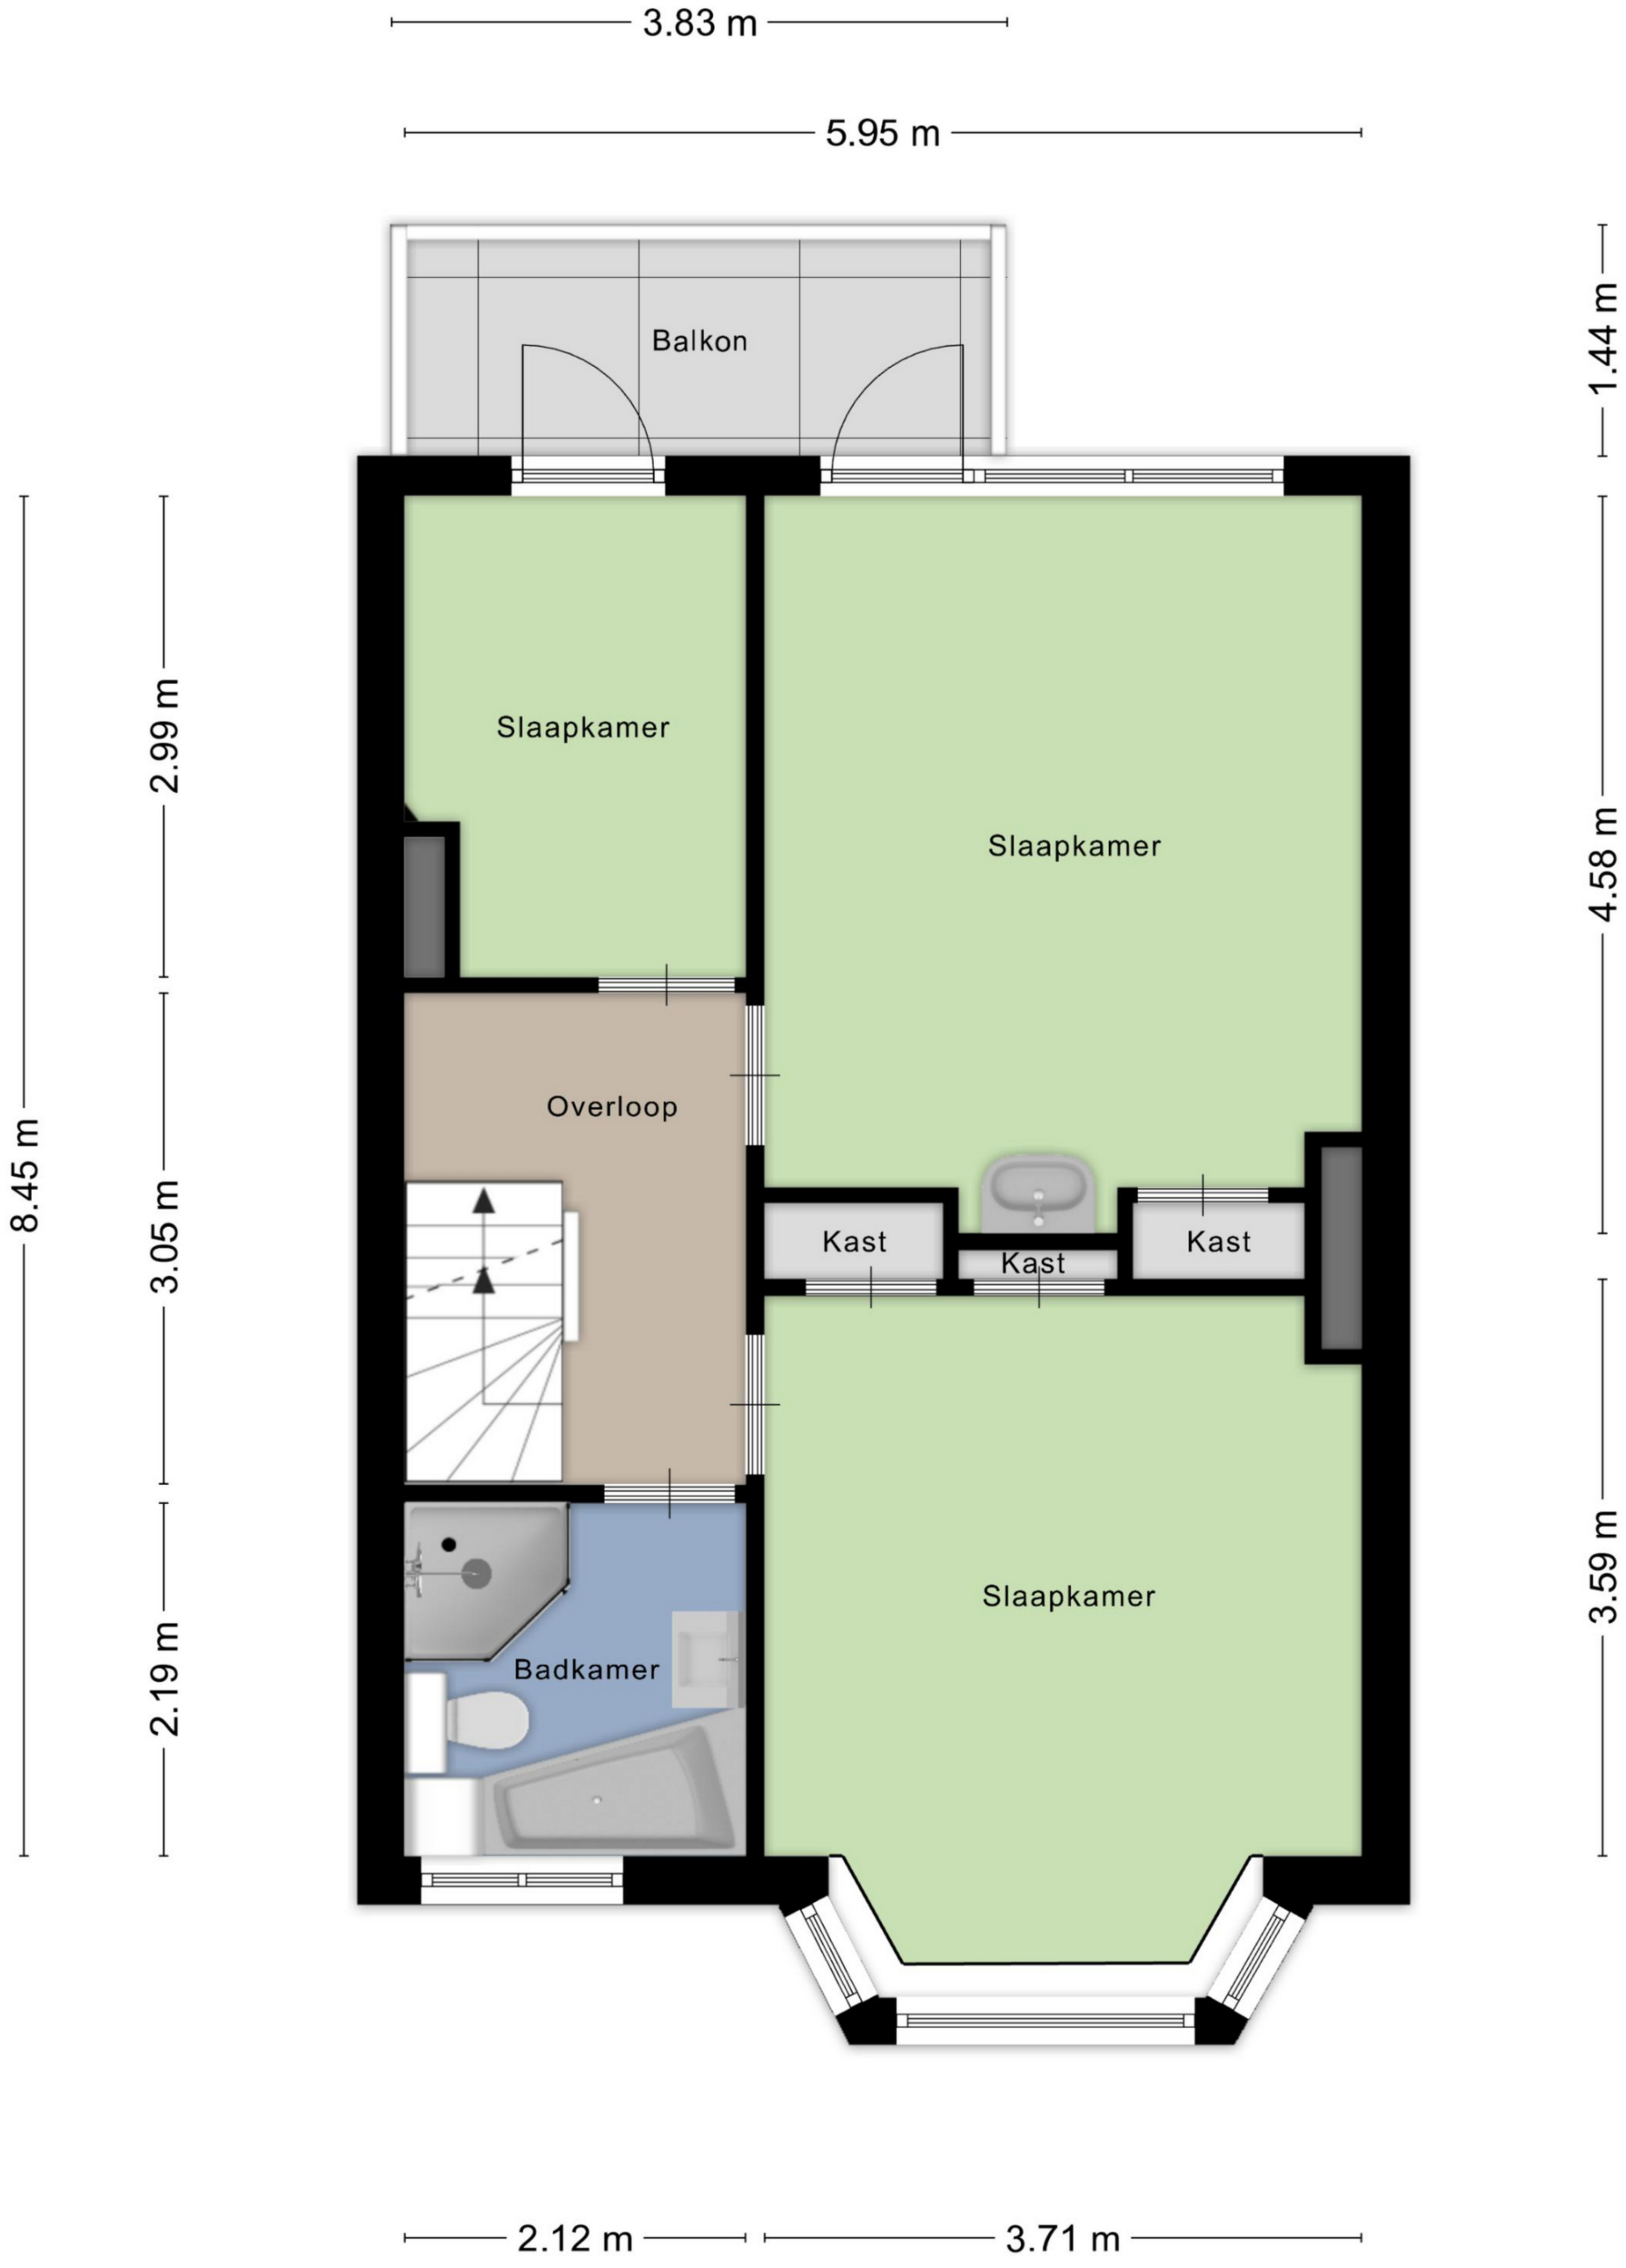 3.83 m
5.95 m
Balkon
1.44 m
2.99 m
Slaapkamer
Slaapkamer
4.58 m
8.45 m
Overloop
3.05 m
Kast
Kast
Kast
Slaapkamer
3.59 m
Badkamer
2.19 m
2.12 m
3.71 m